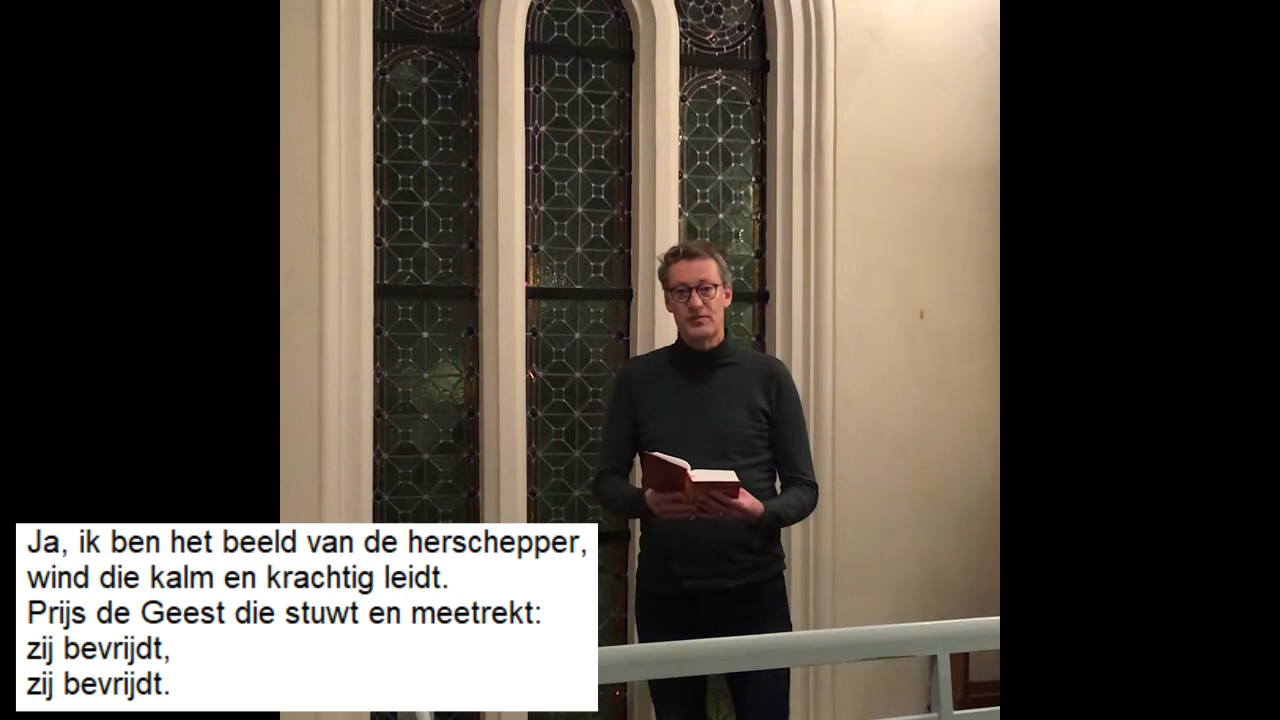 Ja, ik ben het beeld van de herschepper,
wind die kalm en krachtig leidt.
Prijs de Geest die stuwt en meetrekt:
zij bevrijdt,
zij bevrijdt.